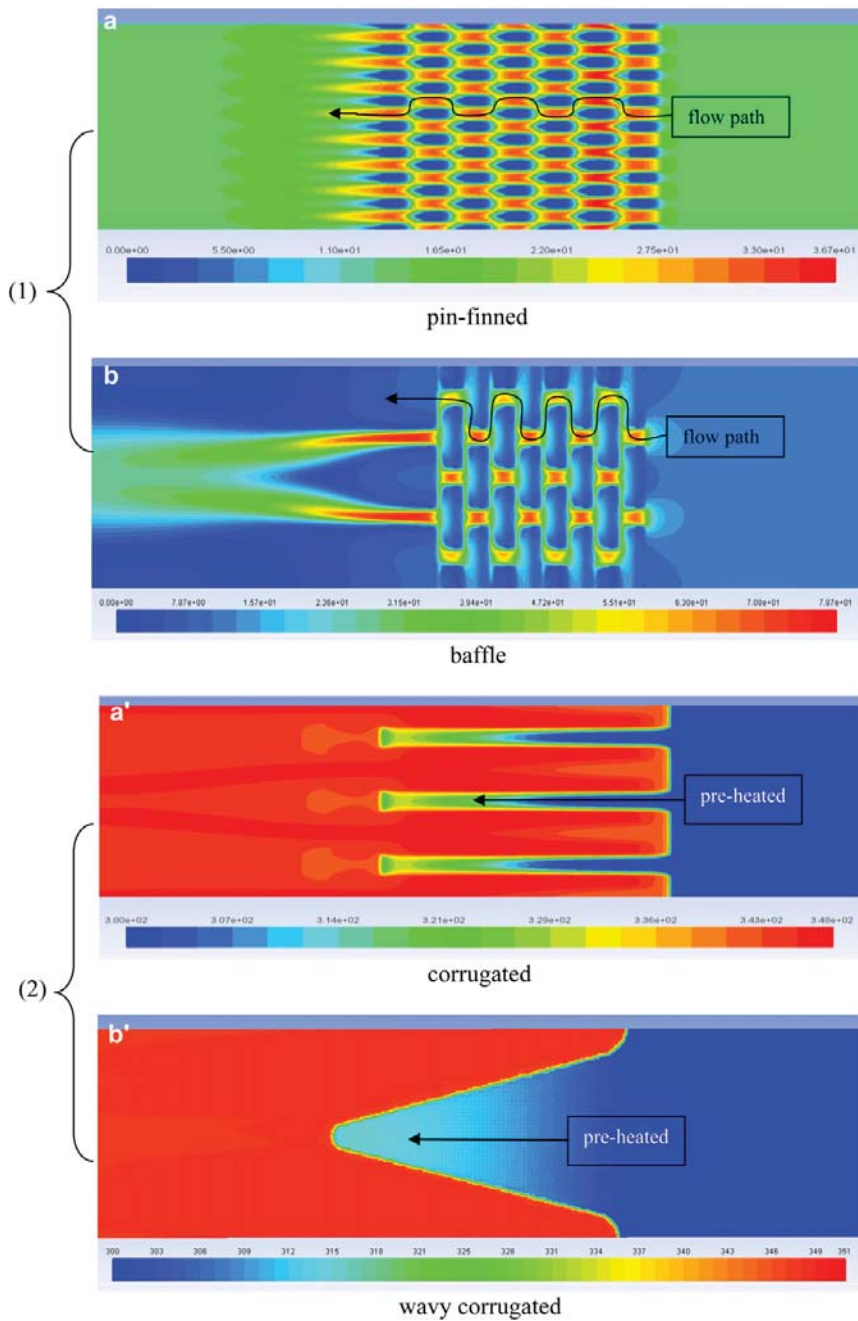 a
flow path
0.00e+00 5.50e+00 1.10e+01 1.65e+01 2.20e+01 2.75e+01 3.30e+01 3.67e+01
pin-finned
(1)
b
flow path
0.00e+00 7.87e+00 1.57e+01 2.26e+01 3.15e+01 2.94e+01 4.72e+01 5.51e+01 6.20e+01 7.00e+01 7.87e+01
baffle
a'
pre-heated
3.00e+02 3.07e+02 3.14e+02 3.21e+02 3.29e+02 3.36e+02 3.43e+02 3.48e+02
corrugated
(2)
b'
pre-heated
300 303 306 309 312 315 318 321 325 328 331 334 337 340 343 346 349 351
wavy corrugated